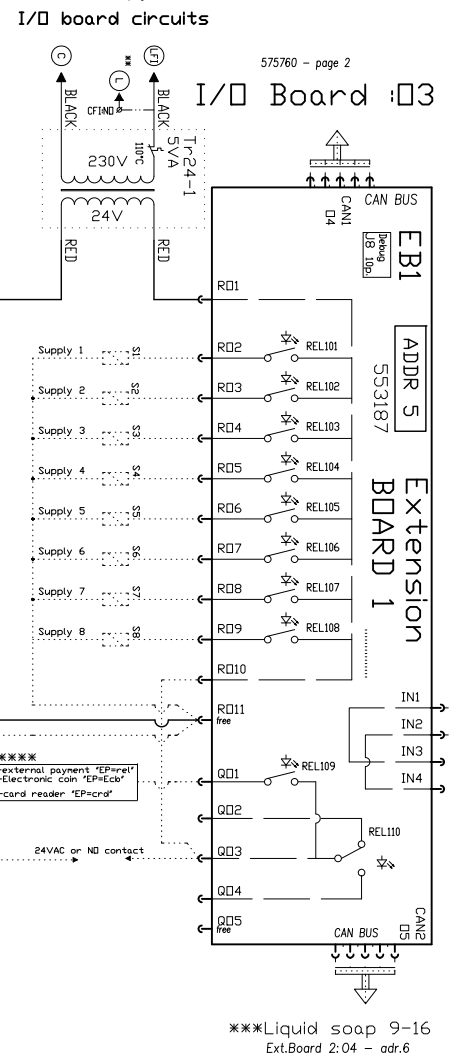 I/O board circuits
575760 - page 2
C
**
L
LF1
I/O Board :03
BLACK
CFI:NO
BLACK
Tr24-1
5VA
110°C
230V
24V
RED
RED
CAN1
04
CAN BUS
EB1
Debug
J8 10p.
RO1
ADDR 5
553187
Supply 1
S1
RO2
REL101
Supply 2
S2
RO3
REL102
Supply 3
S3
RO4
REL103
Supply 4
S4
RO5
REL104
Supply 5
S5
RO6
REL105
Supply 6
S6
RO7
REL106
Supply 7
S7
RO8
REL107
Supply 8
S8
RO9
REL108
Extension
BOARD 1
RO10
RO11
free
IN1
IN2
IN3
IN4
****
-external payment "EP=rel"
-Electronic coin "EP=Ecb"
-card reader "EP=crd"
QO1
REL109
QO2
REL110
24VAC or NO contact
QO3
QO4
QO5
free
CAN2
05
CAN BUS
***Liquid soap 9-16
Ext.Board 2:04 - adr.6